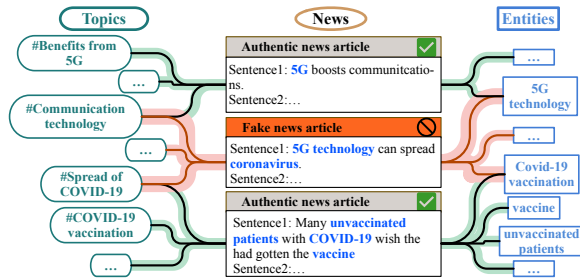 Topics
News
Entities
#Benefits from
5G
...
#Communication
technology
...
#Spread of
COVID-19
#COVID-19
vaccination
...
Authentic news article
Sentence1: 5G boosts communitcatio-
ns.
Sentence2:...
Fake news article
Sentence1: 5G technology can spread
coronavirus.
Sentence2:...
Authentic news article
Sentence1: Many unvaccinated
patients with COVID-19 wish the
had gotten the vaccine
Sentence2:...
...
5G
technology
...
Covid-19
vaccination
vaccine
unvaccinated
patients
...